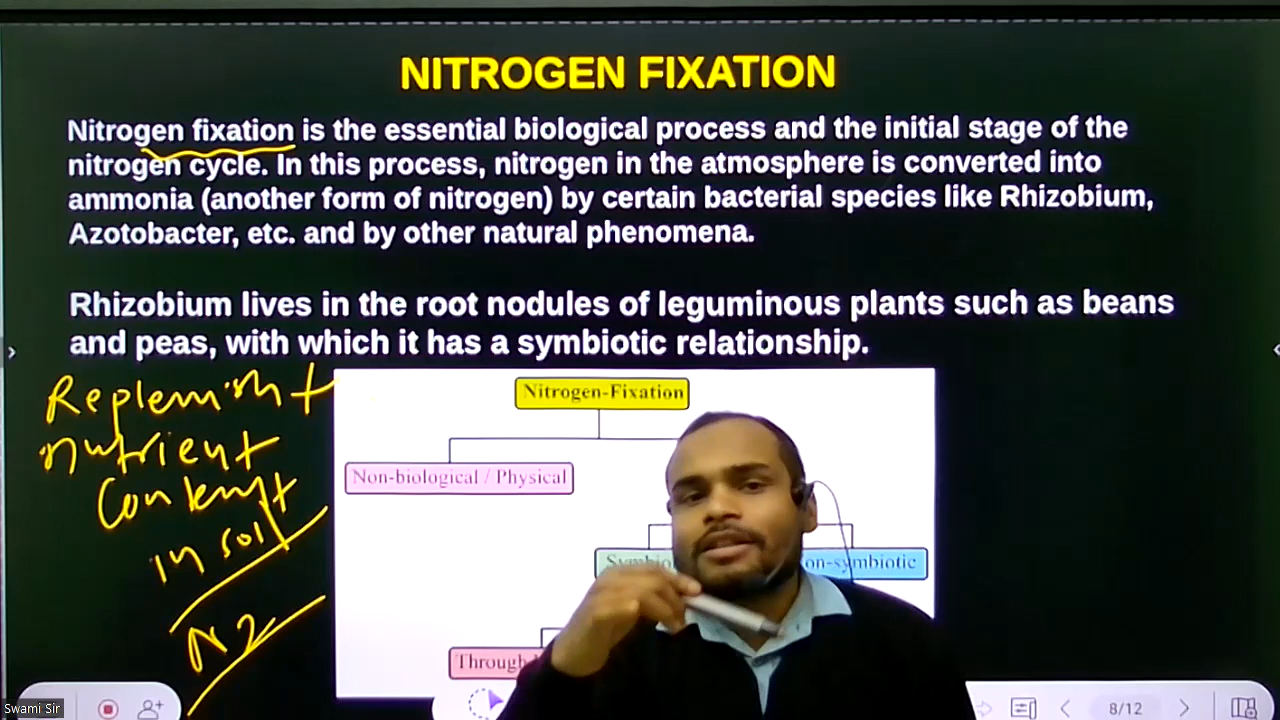 NITROGEN FIXATION
Nitrogen fixation is the essential biological process and the initial stage of the
nitrogen cycle. In this process, nitrogen in the atmosphere is converted into
ammonia (another form of nitrogen) by certain bacterial species like Rhizobium,
Azotobacter, etc. and by other natural phenomena.
Rhizobium lives in the root nodules of leguminous plants such as beans
and peas, with which it has a symbiotic relationship.
Replenish
nutrient
Content
in soil
N2
Nitrogen-Fixation
Non-biological / Physical
Symbio
on-symbiotic
Through
Swami Sir
8/12